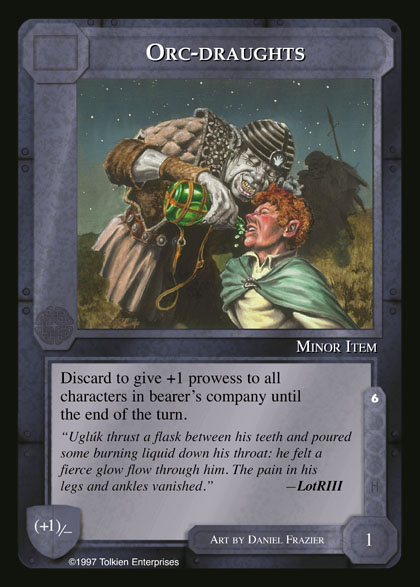 Orc-draughts
Minor Item
Discard to give +1 prowess to all
characters in bearer's company until
the end of the turn.
“Uglúk thrust a flask between his teeth and poured
some burning liquid down his throat: he felt a
fierce glow flow through him. The pain in his
legs and ankles vanished.” –LotRIII
6
H
(+1)/–
Art by Daniel Frazier
1
©1997 Tolkien Enterprises